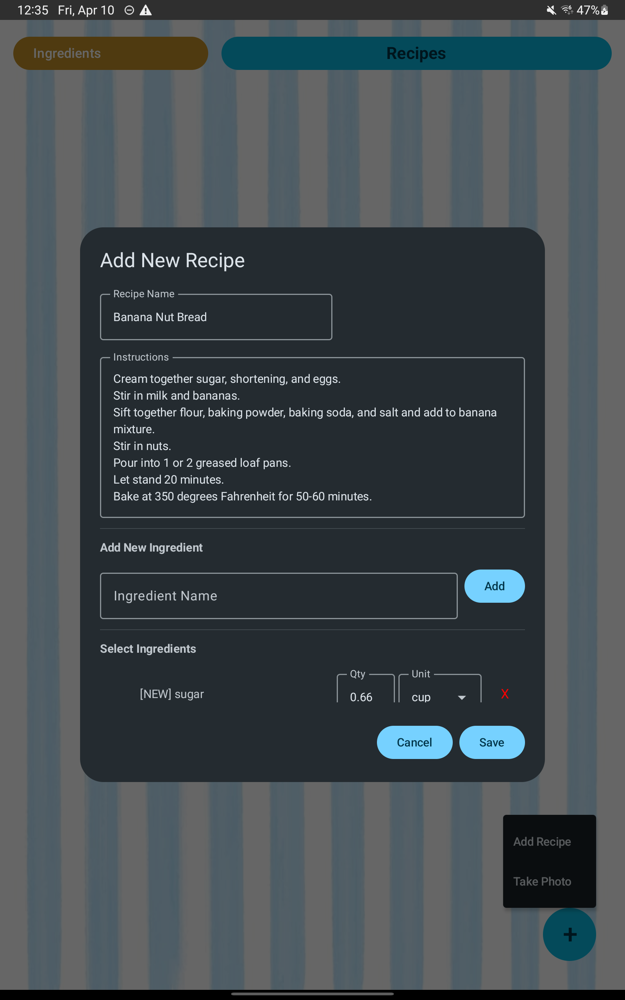 12:35 Fri, Apr 10 47%
Ingredients
Recipes
Add New Recipe
Recipe Name
Banana Nut Bread
Instructions
Cream together sugar, shortening, and eggs.
Stir in milk and bananas.
Sift together flour, baking powder, baking soda, and salt and add to banana
mixture.
Stir in nuts.
Pour into 1 or 2 greased loaf pans.
Let stand 20 minutes.
Bake at 350 degrees Fahrenheit for 50-60 minutes.
Add New Ingredient
Ingredient Name
Add
Select Ingredients
Qty
Unit
[NEW] sugar
0.66
cup
X
Cancel
Save
Add Recipe
Take Photo
+